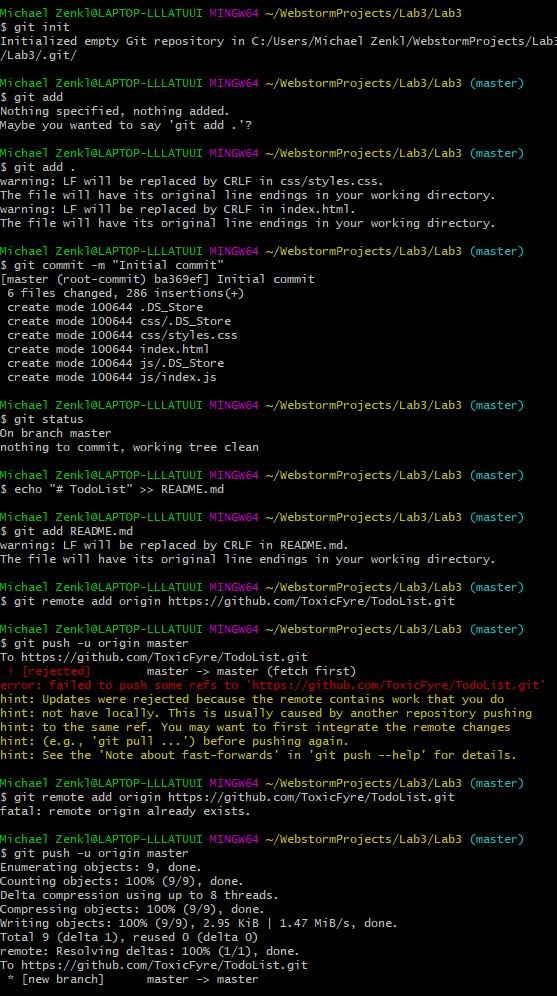 Michael Zenkl@LAPTOP-LLLATUUI MINGW64 ~/WebstormProjects/Lab3/Lab3
$ git init
Initialized empty Git repository in C:/Users/Michael Zenkl/WebstormProjects/Lab3
/Lab3/.git/
Michael Zenkl@LAPTOP-LLLATUUI MINGW64 ~/WebstormProjects/Lab3/Lab3 (master)
$ git add
Nothing specified, nothing added.
Maybe you wanted to say 'git add .'?
Michael Zenkl@LAPTOP-LLLATUUI MINGW64 ~/WebstormProjects/Lab3/Lab3 (master)
$ git add .
warning: LF will be replaced by CRLF in css/styles.css.
The file will have its original line endings in your working directory.
warning: LF will be replaced by CRLF in index.html.
The file will have its original line endings in your working directory.
Michael Zenkl@LAPTOP-LLLATUUI MINGW64 ~/WebstormProjects/Lab3/Lab3 (master)
$ git commit -m "Initial commit"
[master (root-commit) ba369ef] Initial commit
 6 files changed, 286 insertions(+)
 create mode 100644 .DS_Store
 create mode 100644 css/.DS_Store
 create mode 100644 css/styles.css
 create mode 100644 index.html
 create mode 100644 js/.DS_Store
 create mode 100644 js/index.js
Michael Zenkl@LAPTOP-LLLATUUI MINGW64 ~/WebstormProjects/Lab3/Lab3 (master)
$ git status
On branch master
nothing to commit, working tree clean
Michael Zenkl@LAPTOP-LLLATUUI MINGW64 ~/WebstormProjects/Lab3/Lab3 (master)
$ echo "# TodoList" >> README.md
Michael Zenkl@LAPTOP-LLLATUUI MINGW64 ~/WebstormProjects/Lab3/Lab3 (master)
$ git add README.md
warning: LF will be replaced by CRLF in README.md.
The file will have its original line endings in your working directory.
Michael Zenkl@LAPTOP-LLLATUUI MINGW64 ~/WebstormProjects/Lab3/Lab3 (master)
$ git remote add origin https://github.com/ToxicFyre/TodoList.git
Michael Zenkl@LAPTOP-LLLATUUI MINGW64 ~/WebstormProjects/Lab3/Lab3 (master)
$ git push -u origin master
To https://github.com/ToxicFyre/TodoList.git
 ! [rejected]        master -> master (fetch first)
error: failed to push some refs to 'https://github.com/ToxicFyre/TodoList.git'
hint: Updates were rejected because the remote contains work that you do
hint: not have locally. This is usually caused by another repository pushing
hint: to the same ref. You may want to first integrate the remote changes
hint: (e.g., 'git pull ...') before pushing again.
hint: See the 'Note about fast-forwards' in 'git push --help' for details.
Michael Zenkl@LAPTOP-LLLATUUI MINGW64 ~/WebstormProjects/Lab3/Lab3 (master)
$ git remote add origin https://github.com/ToxicFyre/TodoList.git
fatal: remote origin already exists.
Michael Zenkl@LAPTOP-LLLATUUI MINGW64 ~/WebstormProjects/Lab3/Lab3 (master)
$ git push -u origin master
Enumerating objects: 9, done.
Counting objects: 100% (9/9), done.
Delta compression using up to 8 threads.
Compressing objects: 100% (9/9), done.
Writing objects: 100% (9/9), 2.95 KiB | 1.47 MiB/s, done.
Total 9 (delta 1), reused 0 (delta 0)
remote: Resolving deltas: 100% (1/1), done.
To https://github.com/ToxicFyre/TodoList.git
 * [new branch]      master -> master